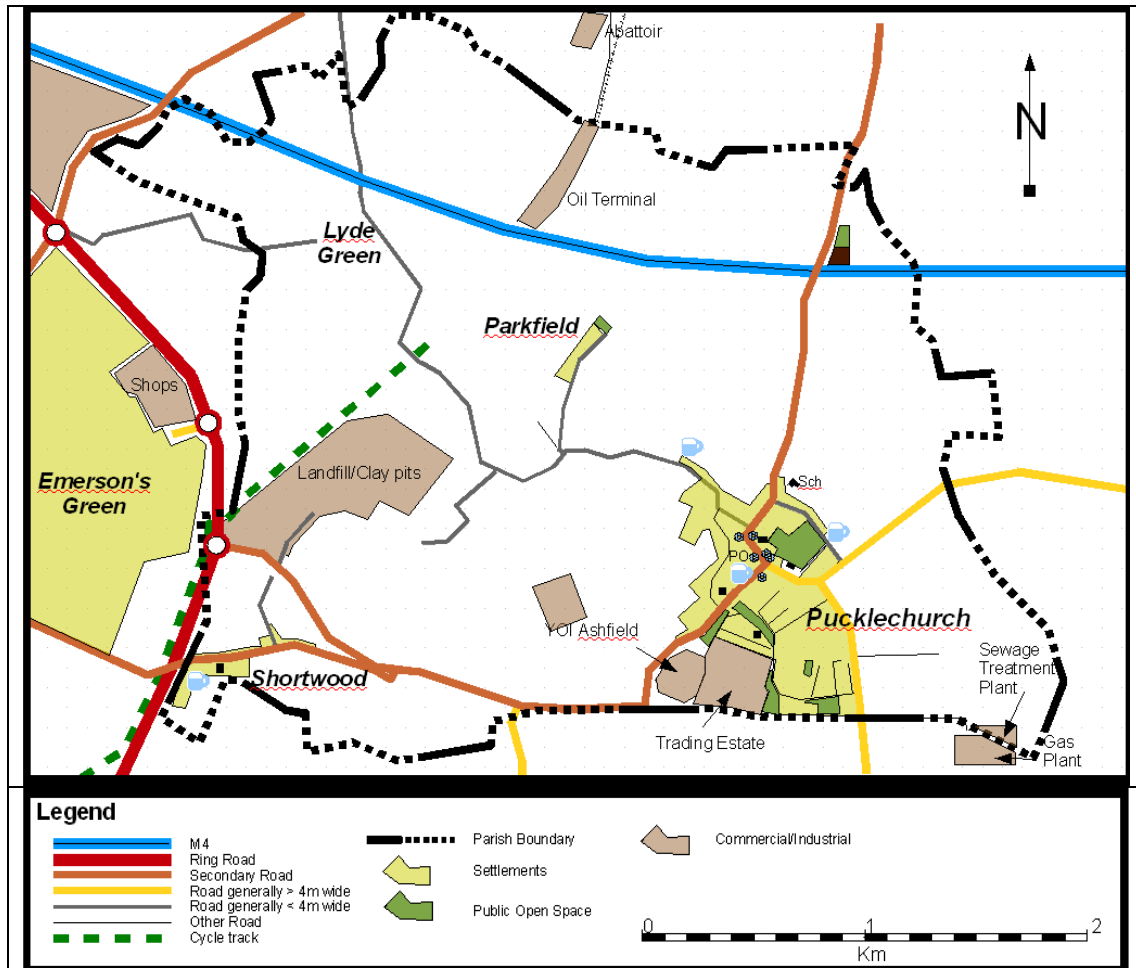 Abattoir
N
Oil Terminal
Lyde
Green
Parkfield
Shops
Landfill/Clay pits
Emerson's
Green
Sch
PO
YOI Ashfield
Pucklechurch
Sewage
Treatment
Plant
Shortwood
Trading Estate
Gas
Plant
Legend
M4
Ring Road
Secondary Road
Road generally > 4m wide
Road generally < 4m wide
Other Road
Cycle track
Parish Boundary
Settlements
Public Open Space
Commercial/Industrial
0 1 2
Km